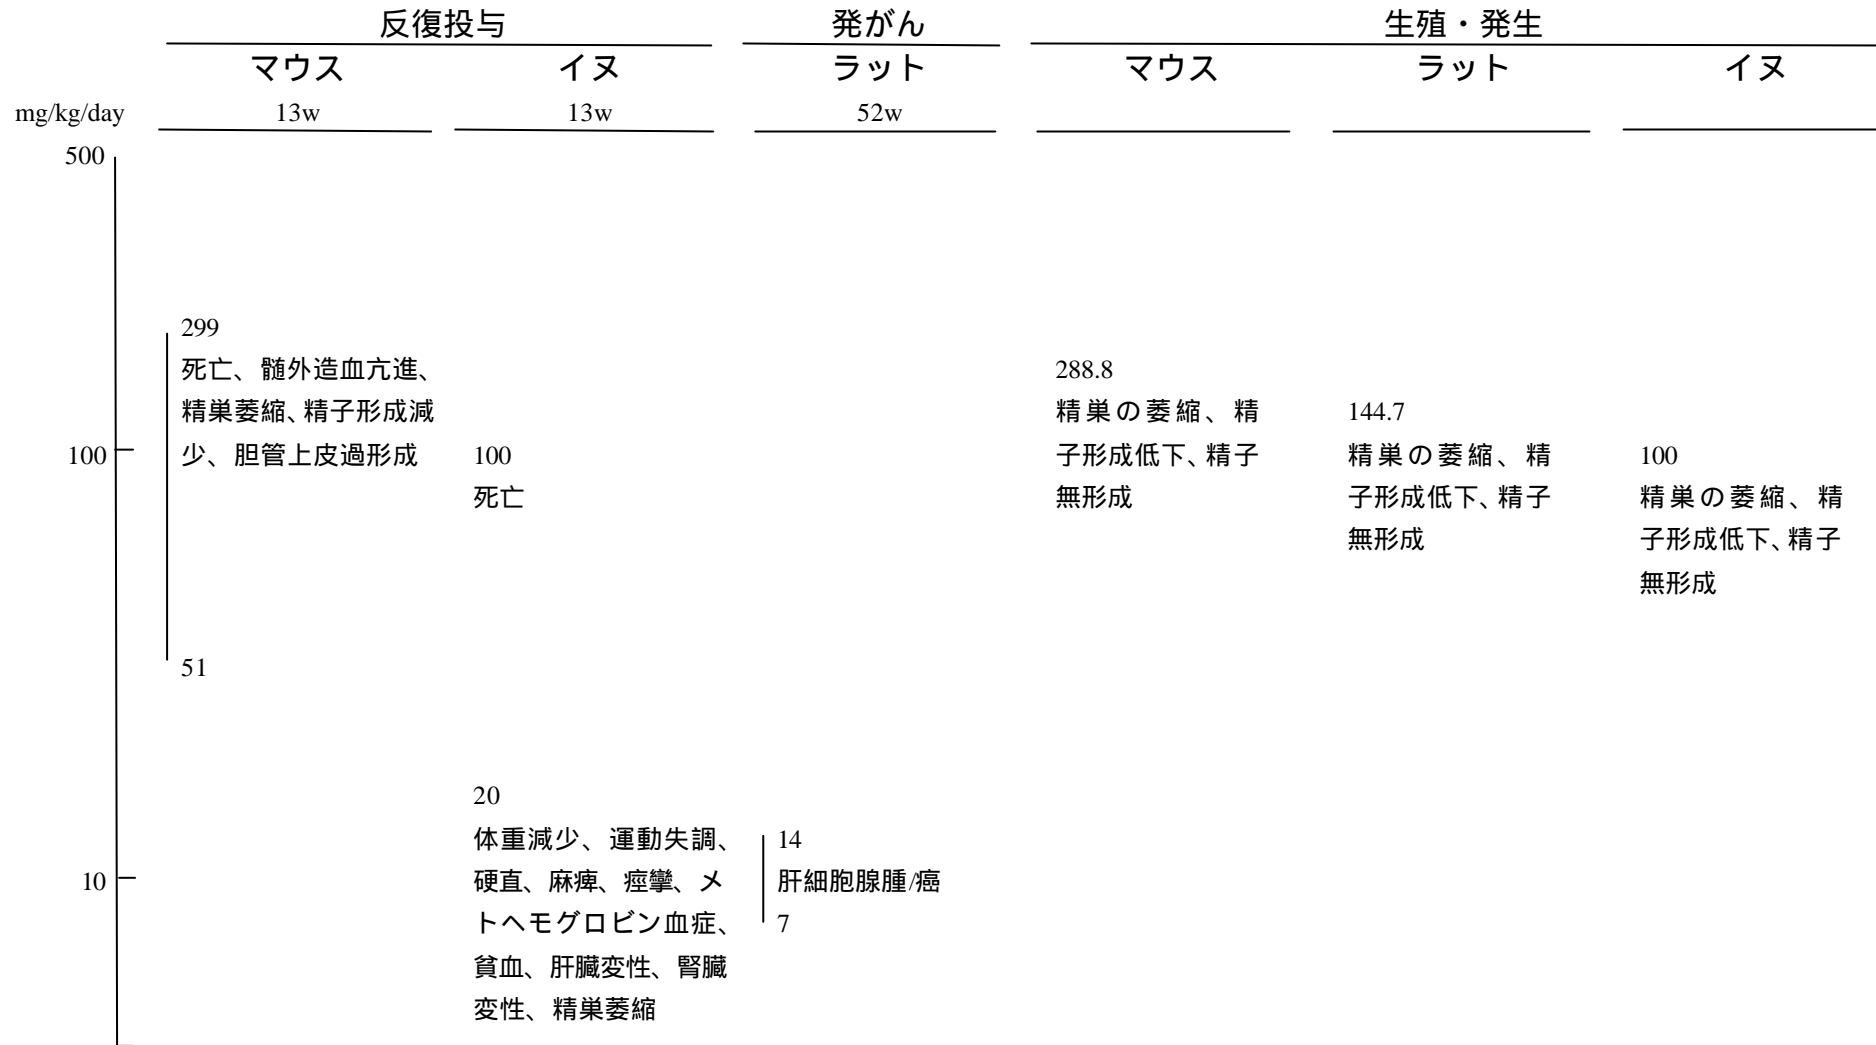 反復投与
発がん
生殖・発生
マウス
イヌ
ラット
マウス
ラット
イヌ
mg/kg/day
13w
13w
52w
500
100
10
299
死亡、髄外造血亢進、
精巣萎縮、精子形成減
少、胆管上皮過形成
51
100
死亡
20
体重減少、運動失調、
硬直、麻痺、痙攣、メ
トヘモグロビン血症、
貧血、肝臓変性、腎臓
変性、精巣萎縮
14
肝細胞腺腫/癌
7
288.8
精巣の萎縮、精
子形成低下、精子
無形成
144.7
精巣の萎縮、精
子形成低下、精子
無形成
100
精巣の萎縮、精
子形成低下、精子
無形成